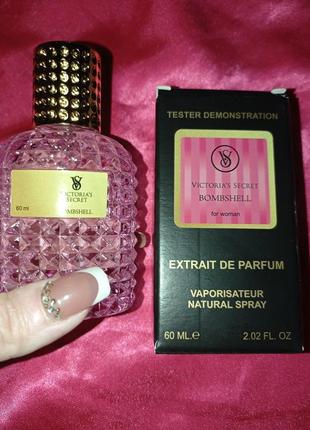 VS
VICTORIA'S
SECRET
60 ml
BOMBSHELL
TESTER DEMONSTRATION
VS
VICTORIA'S SECRET
BOMBSHELL
for woman
EXTRAIT DE PARFUM
VAPORISATEUR
NATURAL SPRAY
60 ML.e 2.02 FL. OZ